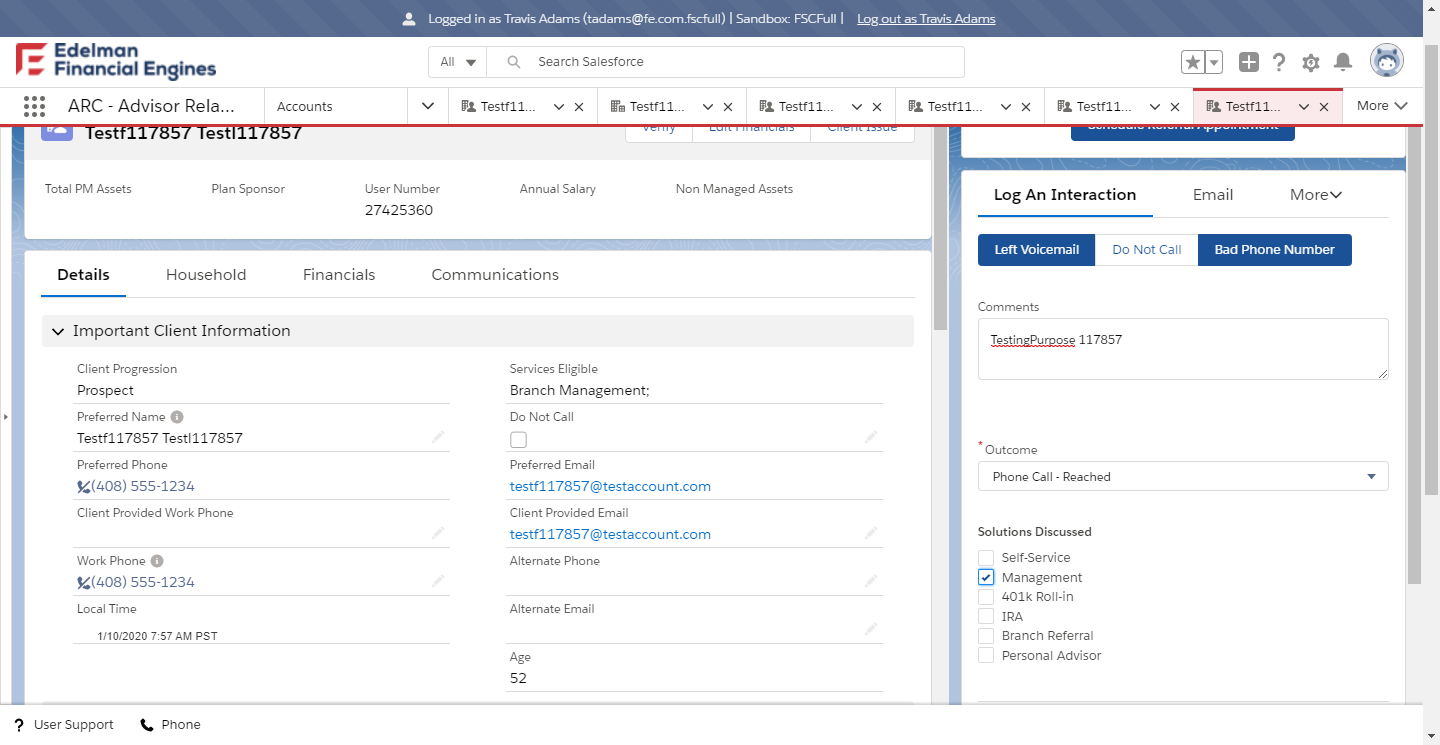 Logged in as Travis Adams (tadams@fe.com.fscfull) | Sandbox: FSCFull | Log out as Travis Adams
Edelman
Financial Engines
All
Search Salesforce
ARC - Advisor Rela...
Accounts
Testf11...
Testf11...
Testf11...
Testf11...
Testf11...
Testf11...
More
Testf117857 Testl117857
Verify
Edit Financials
Client Issue
Schedule Referral Appointment
Total PM Assets
Plan Sponsor
User Number
Annual Salary
Non Managed Assets
27425360
Details
Household
Financials
Communications
Important Client Information
Client Progression
Prospect
Services Eligible
Branch Management;
Preferred Name
Testf117857 Testl117857
Do Not Call
Preferred Phone
(408) 555-1234
Preferred Email
testf117857@testaccount.com
Client Provided Work Phone
Client Provided Email
testf117857@testaccount.com
Work Phone
(408) 555-1234
Alternate Phone
Local Time
1/10/2020 7:57 AM PST
Alternate Email
Age
52
Log An Interaction
Email
More
Left Voicemail
Do Not Call
Bad Phone Number
Comments
TestingPurpose 117857
*Outcome
Phone Call - Reached
Solutions Discussed
Self-Service
Management
401k Roll-in
IRA
Branch Referral
Personal Advisor
User Support
Phone